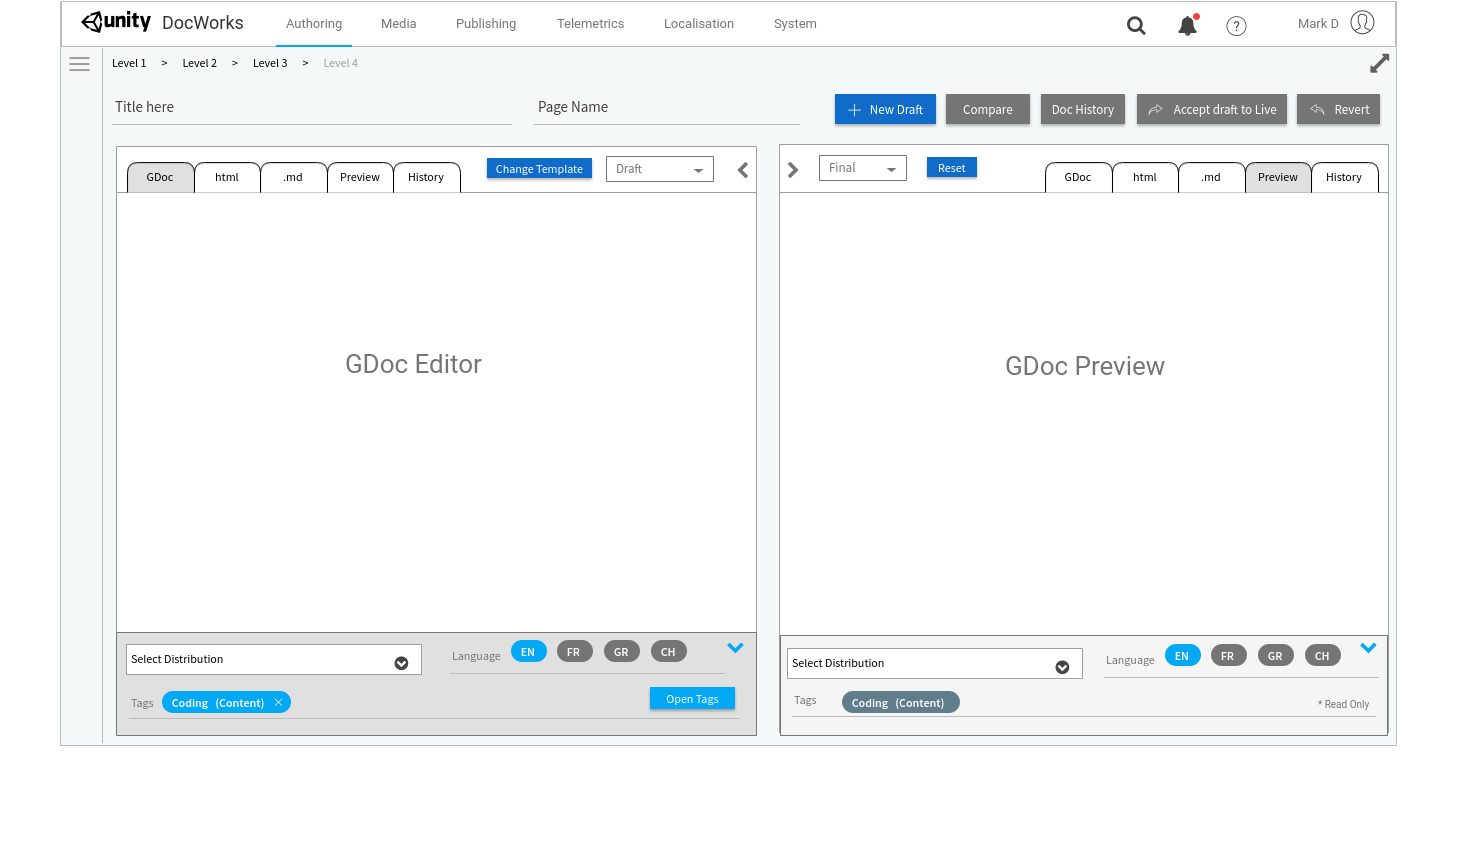 unity DocWorks Authoring Media Publishing Telemetrics Localisation System ? Mark D
Level 1 > Level 2 > Level 3 > Level 4
Title here Page Name + New Draft Compare Doc History Accept draft to Live Revert
GDoc html .md Preview History Change Template Draft
Final Reset GDoc html .md Preview History
GDoc Editor
GDoc Preview
Select Distribution Language EN FR GR CH
Tags Coding (Content) × Open Tags
Select Distribution Language EN FR GR CH
Tags Coding (Content) * Read Only